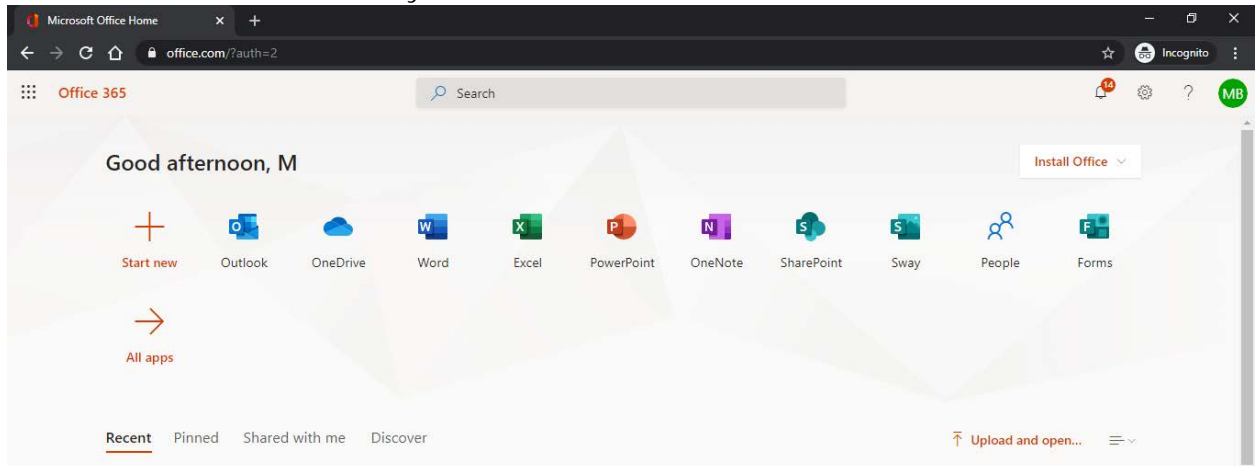 Microsoft Office Home
office.com/?auth=2
Incognito
Office 365
Search
14
?
MB
Good afternoon, M
Install Office
O
W
X
P
N
S
S
F
Start new
Outlook
OneDrive
Word
Excel
PowerPoint
OneNote
SharePoint
Sway
People
Forms
All apps
Recent
Pinned
Shared with me
Discover
Upload and open...